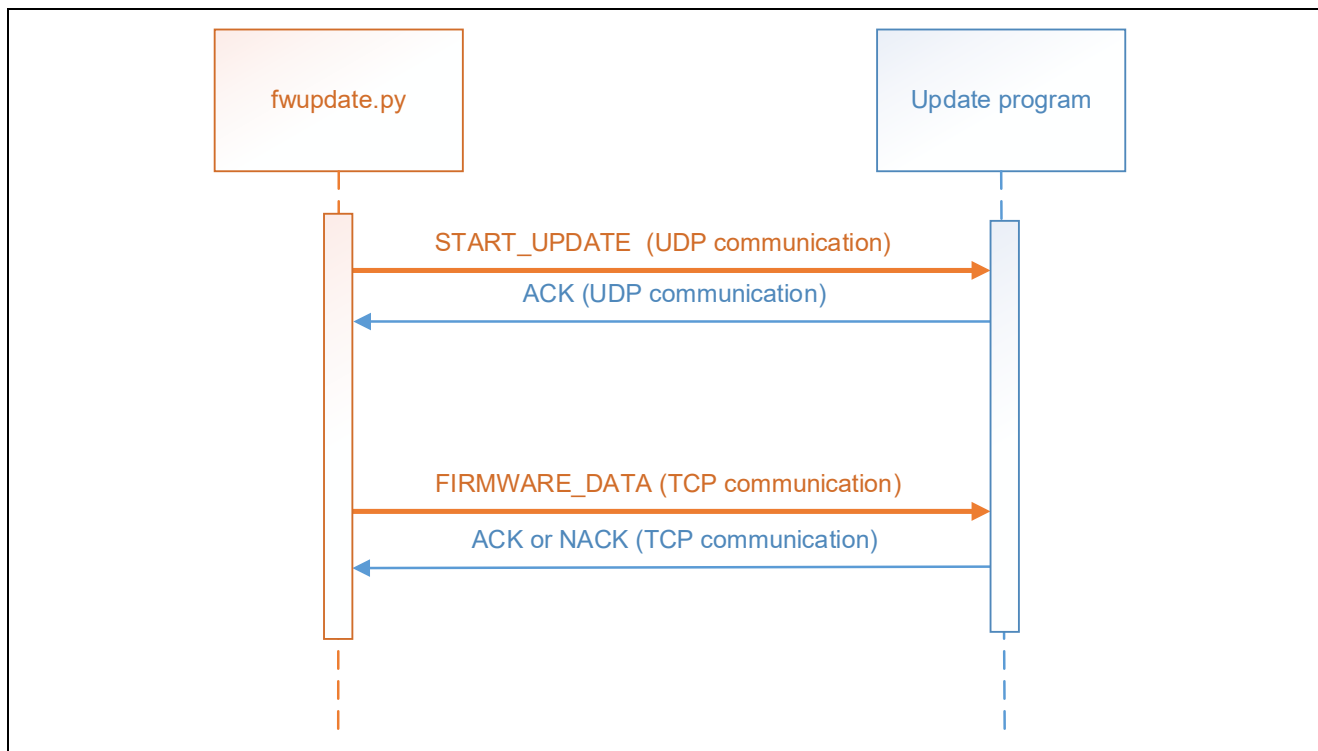 fwupdate.py
Update program
START_UPDATE  (UDP communication)
ACK (UDP communication)
FIRMWARE_DATA (TCP communication)
ACK or NACK (TCP communication)